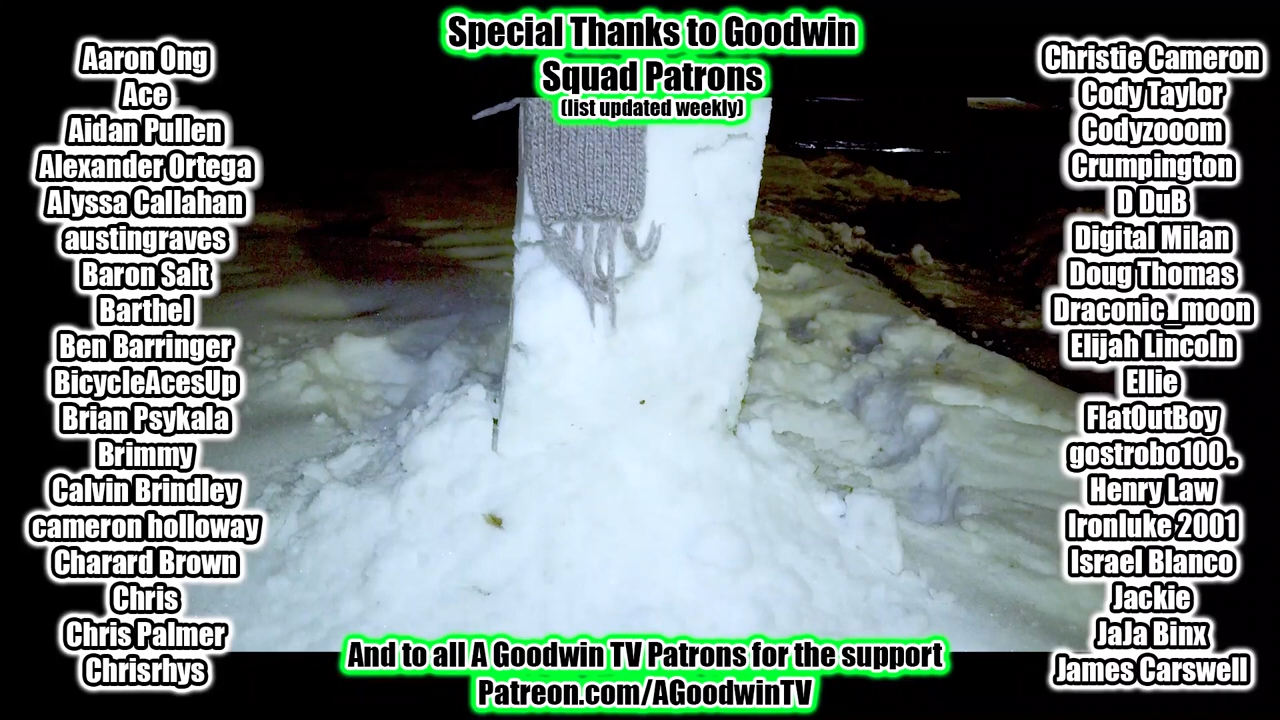 Special Thanks to Goodwin
Squad Patrons
(list updated weekly)
Aaron Ong
Ace
Aidan Pullen
Alexander Ortega
Alyssa Callahan
austingraves
Baron Salt
Barthel
Ben Barringer
BicycleAcesUp
Brian Psykala
Brimmy
Calvin Brindley
cameron holloway
Charard Brown
Chris
Chris Palmer
Chrisrhys
Christie Cameron
Cody Taylor
Codyzooom
Crumpington
D DuB
Digital Milan
Doug Thomas
Draconic_moon
Elijah Lincoln
Ellie
FlatOutBoy
gostrobo100 .
Henry Law
Ironluke 2001
Israel Blanco
Jackie
JaJa Binx
James Carswell
And to all A Goodwin TV Patrons for the support
Patreon.com/AGoodwinTV